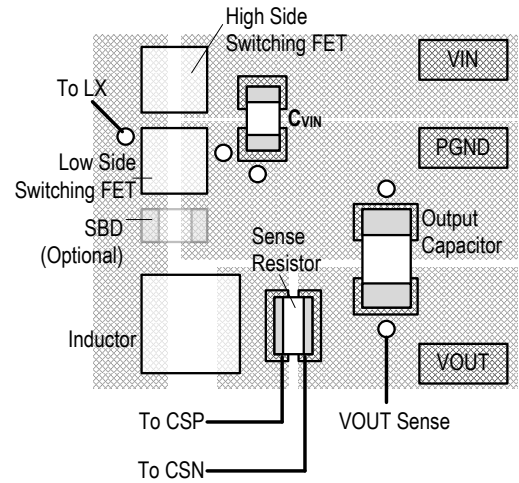 High Side
Switching FET
VIN
To LX
CVIN
PGND
Low Side
Switching FET
SBD
(Optional)
Sense
Resistor
Output
Capacitor
Inductor
VOUT
To CSP
VOUT Sense
To CSN